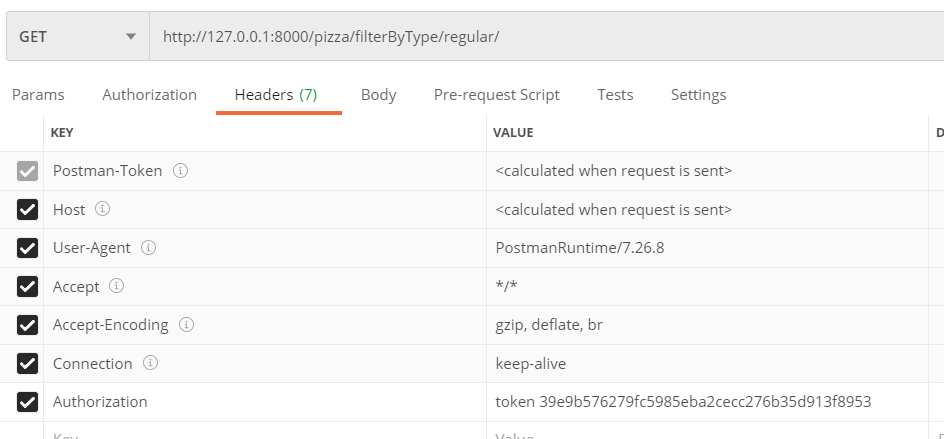 GET http://127.0.0.1:8000/pizza/filterByType/regular/
Params Authorization Headers (7) Body Pre-request Script Tests Settings
KEY VALUE D
Postman-Token <calculated when request is sent>
Host <calculated when request is sent>
User-Agent PostmanRuntime/7.26.8
Accept */*
Accept-Encoding gzip, deflate, br
Connection keep-alive
Authorization token 39e9b576279fc5985eba2cecc276b35d913f8953
Key Value